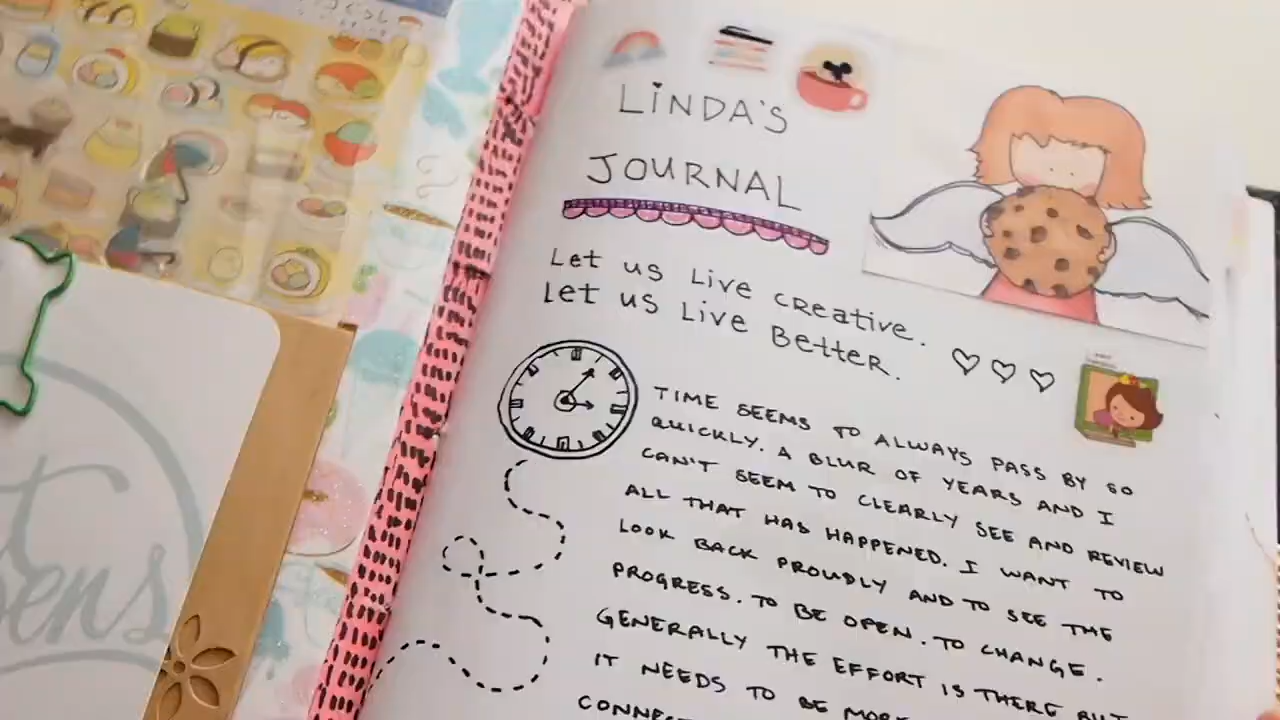 LINDA'S
JOURNAL
Let us Live creative.
Let us Live Better.
TIME SEEMS TO ALWAYS PASS BY SO
QUICKLY. A BLUR OF YEARS AND I
CAN'T SEEM TO CLEARLY SEE AND REVIEW
ALL THAT HAS HAPPENED. I WANT TO
LOOK BACK PROUDLY AND TO SEE THE
PROGRESS. TO BE OPEN. TO CHANGE.
GENERALLY THE EFFORT IS THERE BUT
IT NEEDS TO BE MORE